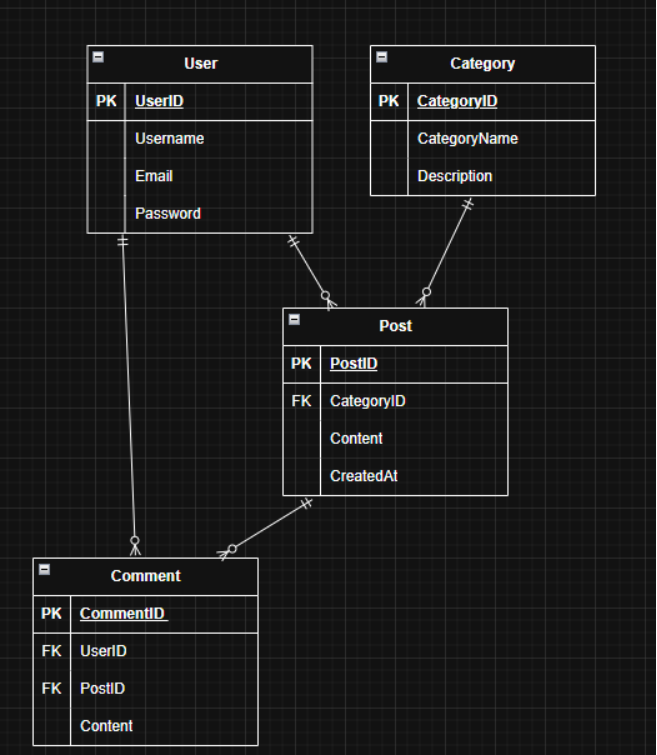 User
PK UserID
Username
Email
Password
Category
PK CategoryID
CategoryName
Description
Post
PK PostID
FK CategoryID
Content
CreatedAt
Comment
PK CommentID
FK UserID
FK PostID
Content